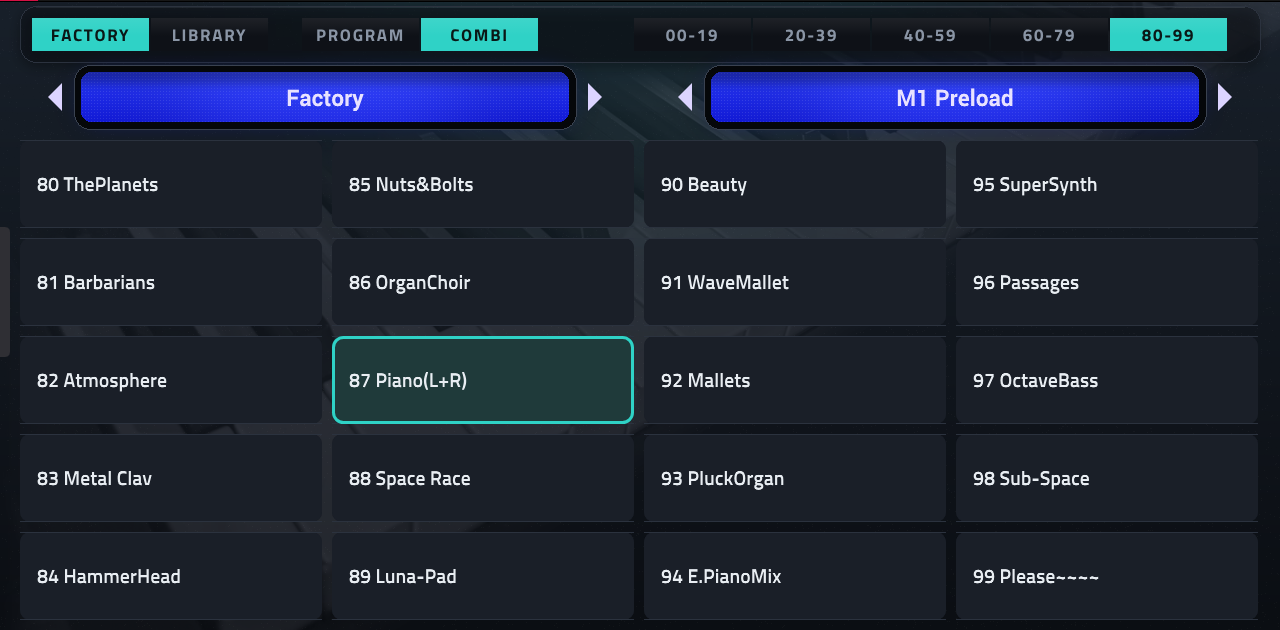 FACTORY LIBRARY PROGRAM COMBI 00-19 20-39 40-59 60-79 80-99
Factory M1 Preload
80 ThePlanets 85 Nuts&Bolts 90 Beauty 95 SuperSynth
81 Barbarians 86 OrganChoir 91 WaveMallet 96 Passages
82 Atmosphere 87 Piano(L+R) 92 Mallets 97 OctaveBass
83 Metal Clav 88 Space Race 93 PluckOrgan 98 Sub-Space
84 HammerHead 89 Luna-Pad 94 E.PianoMix 99 Please~~~~